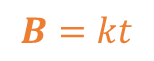 B = kt